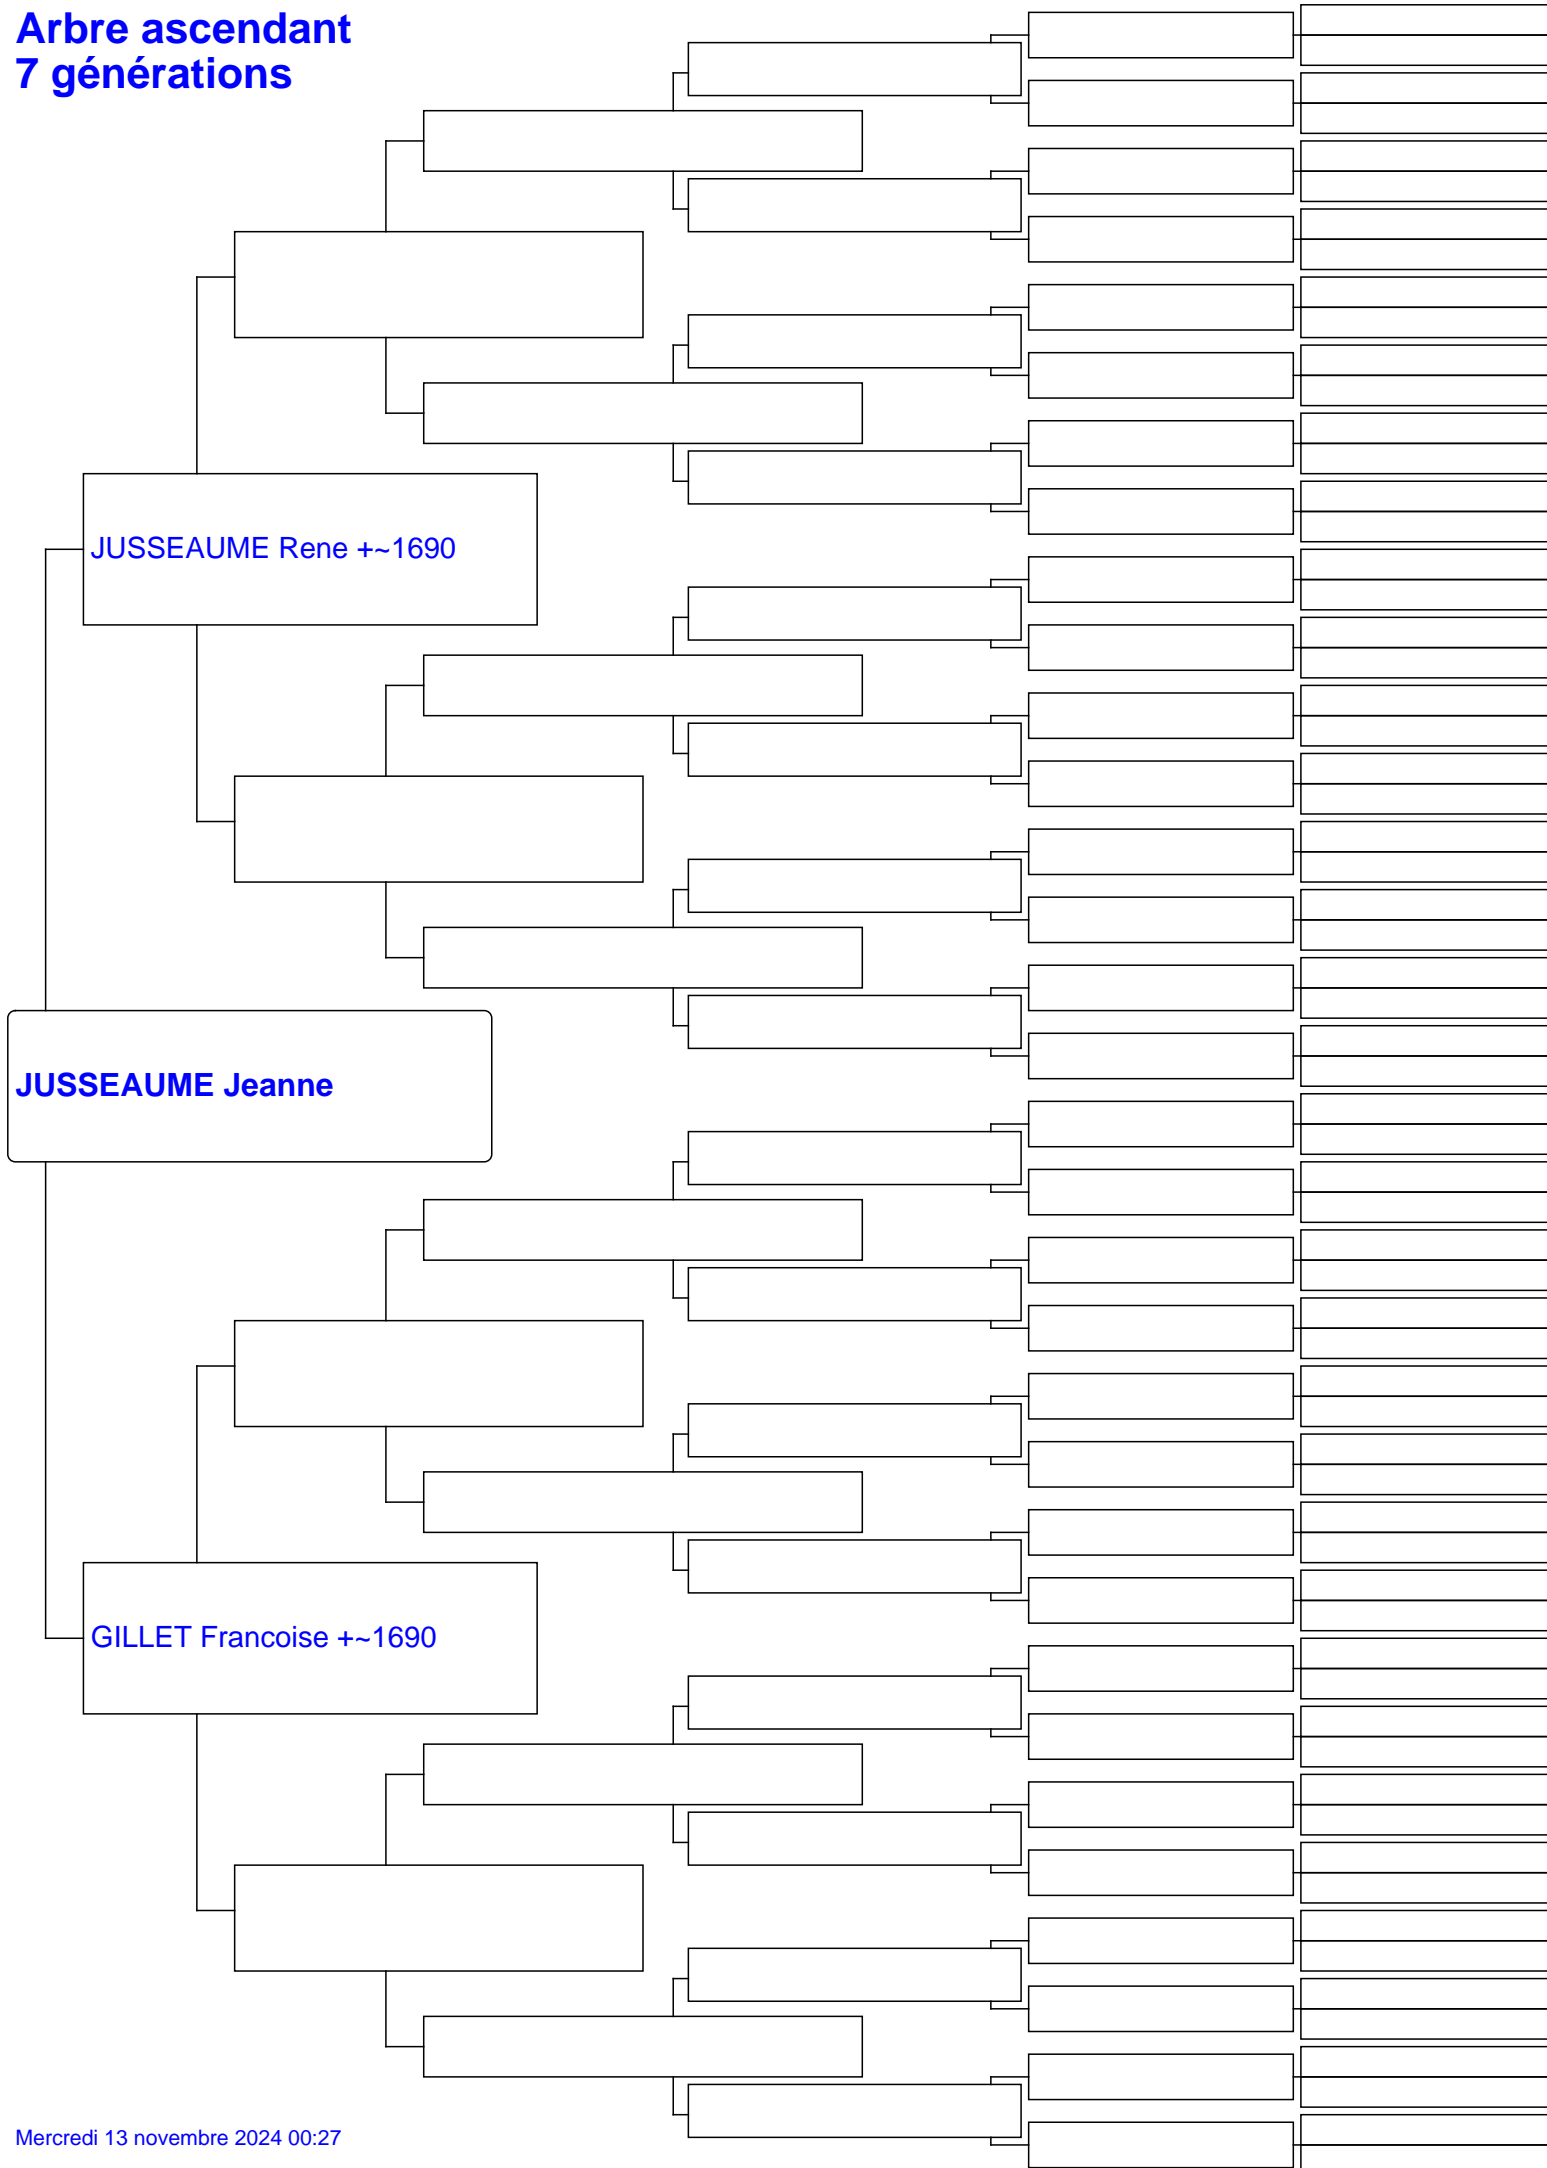 Arbre ascendant
7 générations
JUSSEAUME Rene +~1690
JUSSEAUME Jeanne
GILLET Francoise +~1690
Mercredi 13 novembre 2024 00:27